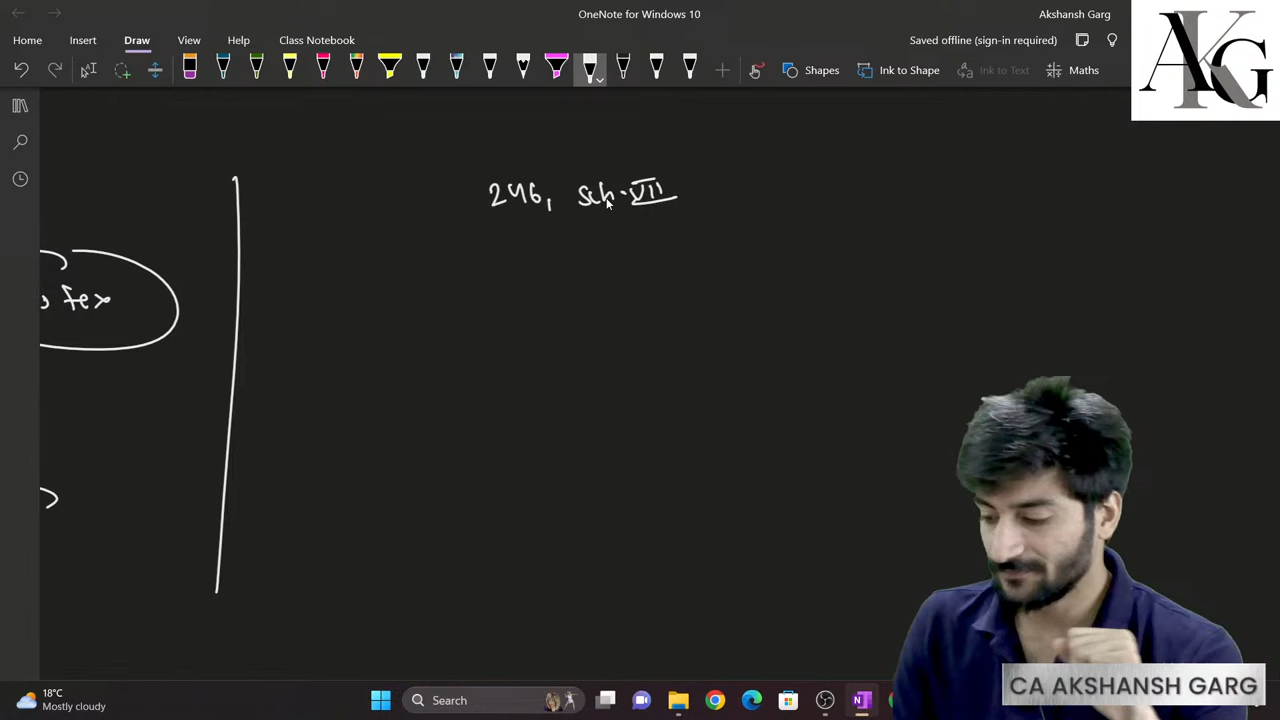 OneNote for Windows 10
Akshansh Garg
AKG
Home Insert Draw View Help Class Notebook
Saved offline (sign-in required)
Shapes
Ink to Shape
Ink to Text
Maths
246, Sch. VII
CA AKSHANSH GARG
18°C
Mostly cloudy
Search